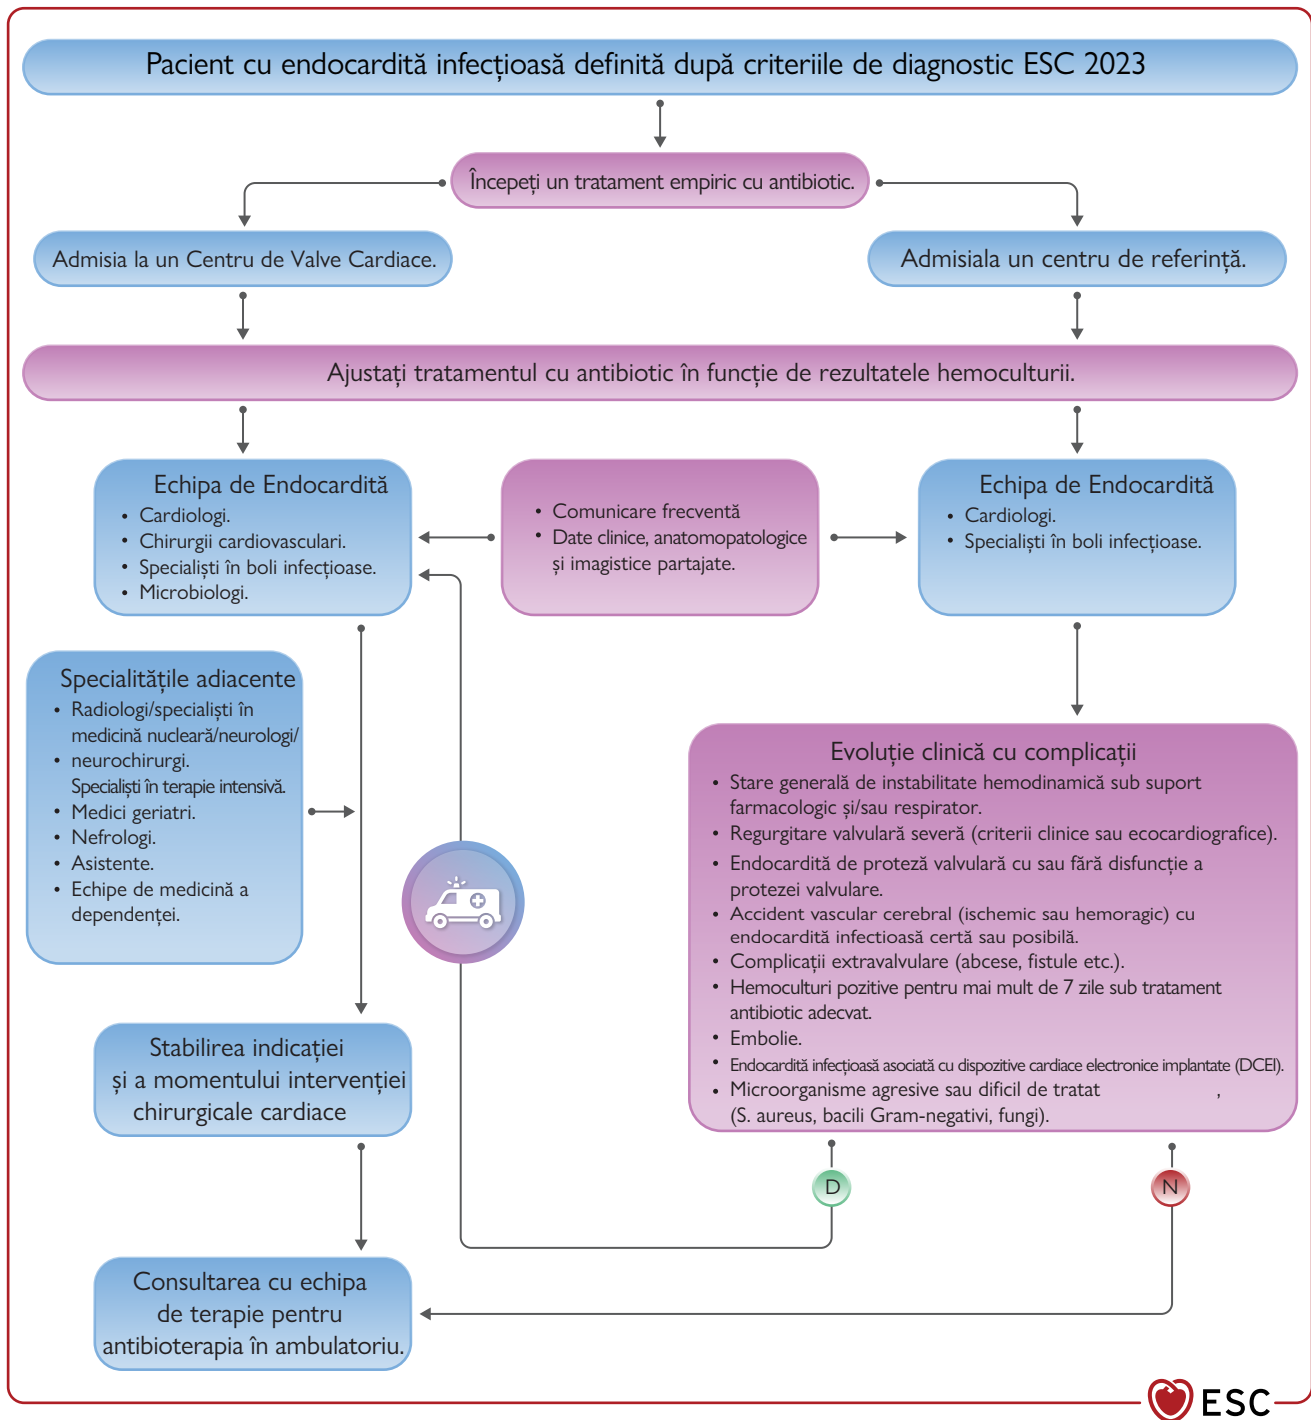 Pacient cu endocardită infecțioasă definită după criteriile de diagnostic ESC 2023
Începeți un tratament empiric cu antibiotic.
Admisia la un Centru de Valve Cardiace.
Admisiala un centru de referință.
Ajustați tratamentul cu antibiotic în funcție de rezultatele hemoculturii.
Echipa de Endocardită
• Cardiologi.
• Chirurgii cardiovasculari.
• Specialiști în boli infecțioase.
• Microbiologi.
• Comunicare frecventă
• Date clinice, anatomopatologice
și imagistice partajate.
Echipa de Endocardită
• Cardiologi.
• Specialiști în boli infecțioase.
Specialitățile adiacente
• Radiologi/specialiști în
medicină nucleară/neurologi/
• neurochirurgi.
Specialiști în terapie intensivă.
• Medici geriatri.
• Nefrologi.
• Asistente.
• Echipe de medicină a
dependenței.
Evoluție clinică cu complicații
• Stare generală de instabilitate hemodinamică sub suport
farmacologic și/sau respirator.
• Regurgitare valvulară severă (criterii clinice sau ecocardiografice).
• Endocardită de proteză valvulară cu sau fără disfuncție a
protezei valvulare.
• Accident vascular cerebral (ischemic sau hemoragic) cu
endocardită infectioasă certă sau posibilă.
• Complicații extravalvulare (abcese, fistule etc.).
• Hemoculturi pozitive pentru mai mult de 7 zile sub tratament
antibiotic adecvat.
• Embolie.
• Endocardită infecțioasă asociată cu dispozitive cardiace electronice implantate (DCEI).
• Microorganisme agresive sau dificil de tratat ,
(S. aureus, bacili Gram-negativi, fungi).
Stabilirea indicației
și a momentului intervenției
chirurgicale cardiace
D
N
Consultarea cu echipa
de terapie pentru
antibioterapia în ambulatoriu.
ESC